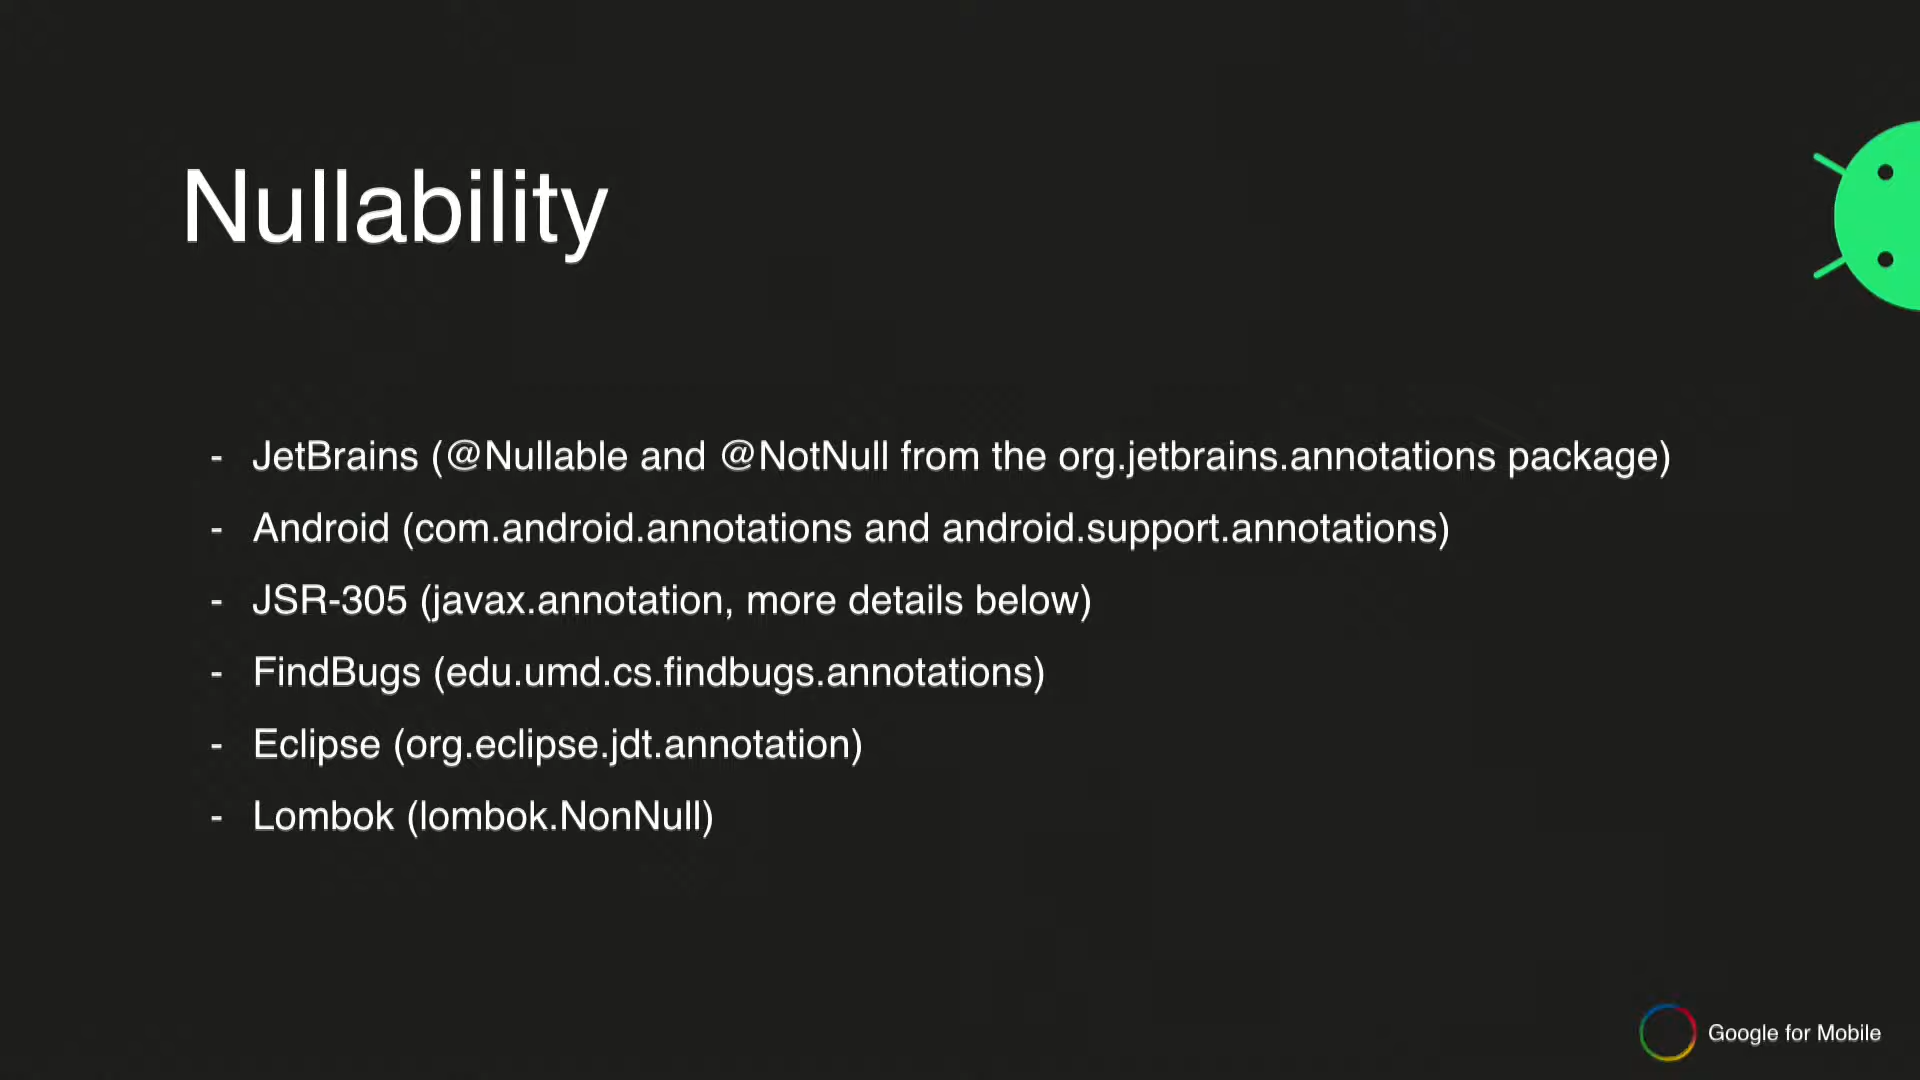 Nullability
- JetBrains (@Nullable and @NotNull from the org.jetbrains.annotations package)
- Android (com.android.annotations and android.support.annotations)
- JSR-305 (javax.annotation, more details below)
- FindBugs (edu.umd.cs.findbugs.annotations)
- Eclipse (org.eclipse.jdt.annotation)
- Lombok (lombok.NonNull)
Google for Mobile